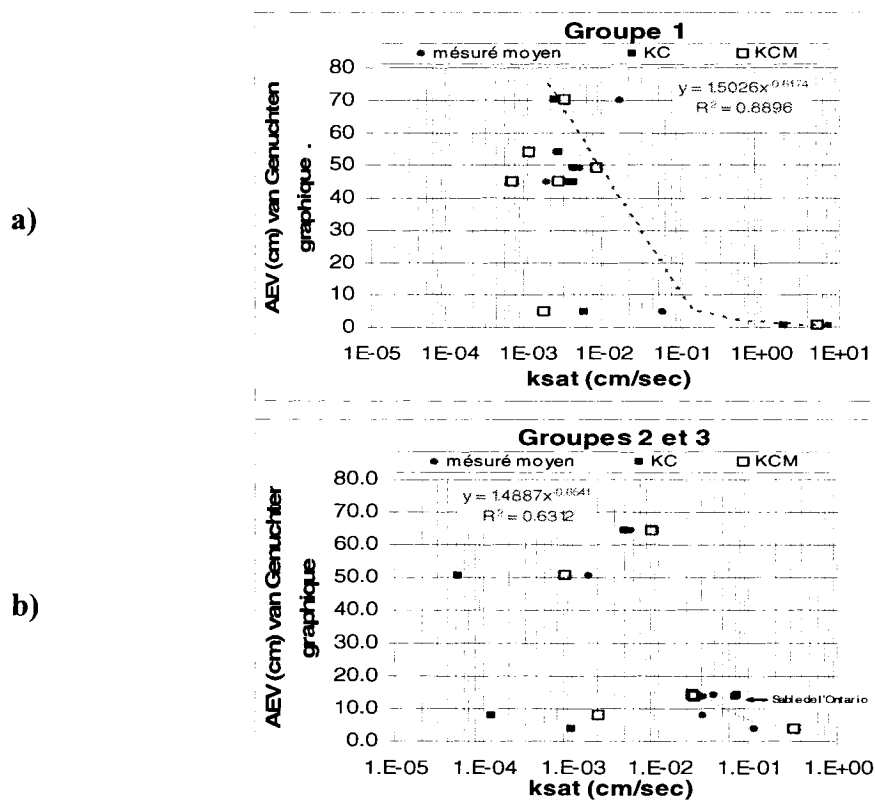 a)
Groupe 1
mésuré moyen KC KCM
y = 1.5026x^-0.6174
R² = 0.8896
AEV (cm) van Genuchten
graphique .
80
70
60
50
40
30
20
10
0
1E-05 1E-04 1E-03 1E-02 1E-01 1E+00 1E+01
ksat (cm/sec)
b)
Groupes 2 et 3
mésuré moyen KC KCM
y = 1.4887x^-0.6641
R² = 0.6312
AEV (cm) van Genuchter
graphique
80.0
70.0
60.0
50.0
40.0
30.0
20.0
10.0
0.0
Sable de l'Ontario
1.E-05 1.E-04 1.E-03 1.E-02 1.E-01 1.E+00
ksat (cm/sec)